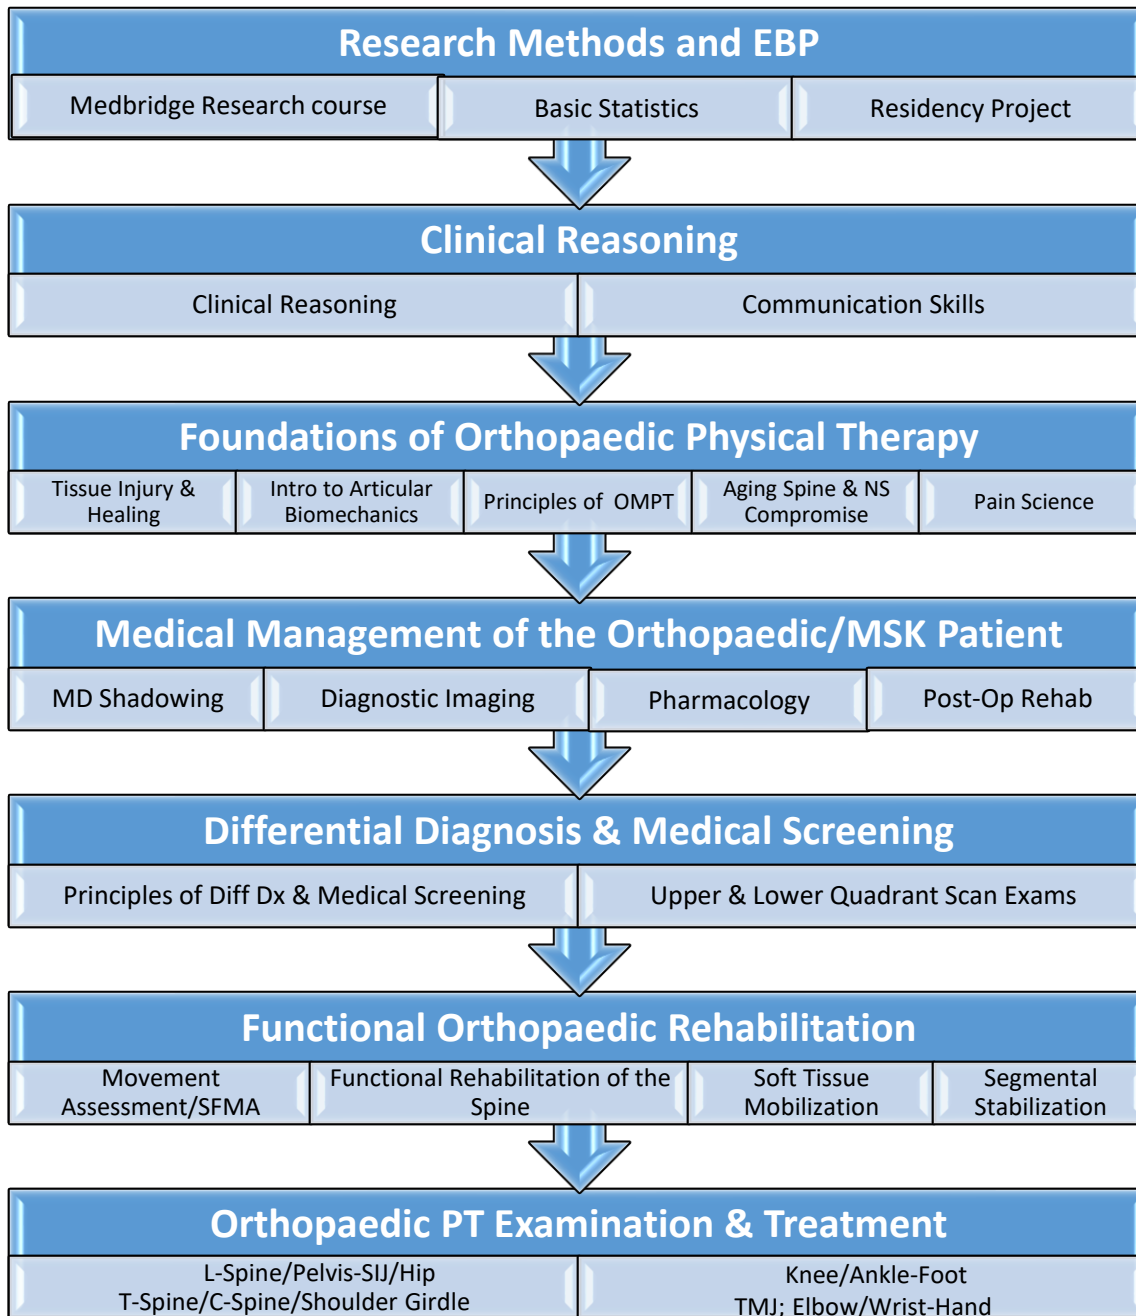 Research Methods and EBP
Medbridge Research course
Basic Statistics
Residency Project
Clinical Reasoning
Clinical Reasoning
Communication Skills
Foundations of Orthopaedic Physical Therapy
Tissue Injury &
Healing
Intro to Articular
Biomechanics
Principles of OMPT
Aging Spine & NS
Compromise
Pain Science
Medical Management of the Orthopaedic/MSK Patient
MD Shadowing
Diagnostic Imaging
Pharmacology
Post-Op Rehab
Differential Diagnosis & Medical Screening
Principles of Diff Dx & Medical Screening
Upper & Lower Quadrant Scan Exams
Functional Orthopaedic Rehabilitation
Movement
Assessment/SFMA
Functional Rehabilitation of the
Spine
Soft Tissue
Mobilization
Segmental
Stabilization
Orthopaedic PT Examination & Treatment
L-Spine/Pelvis-SIJ/Hip
T-Spine/C-Spine/Shoulder Girdle
Knee/Ankle-Foot
TMJ; Elbow/Wrist-Hand